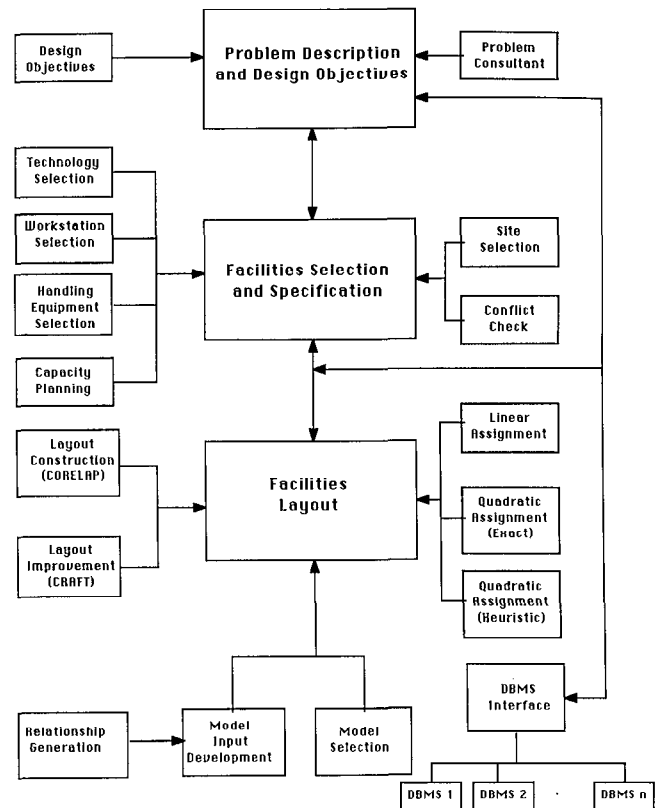 Design
Objectives
Problem Description
and Design Objectives
Problem
Consultant
Technology
Selection
Workstation
Selection
Handling
Equipment
Selection
Capacity
Planning
Facilities Selection
and Specification
Site
Selection
Conflict
Check
Layout
Construction
(CORELAP)
Layout
Improvement
(CRAFT)
Facilities
Layout
Linear
Assignment
Quadratic
Assignment
(Exact)
Quadratic
Assignment
(Heuristic)
Relationship
Generation
Model
Input
Development
Model
Selection
DBMS
Interface
DBMS 1
DBMS 2
.
DBMS n